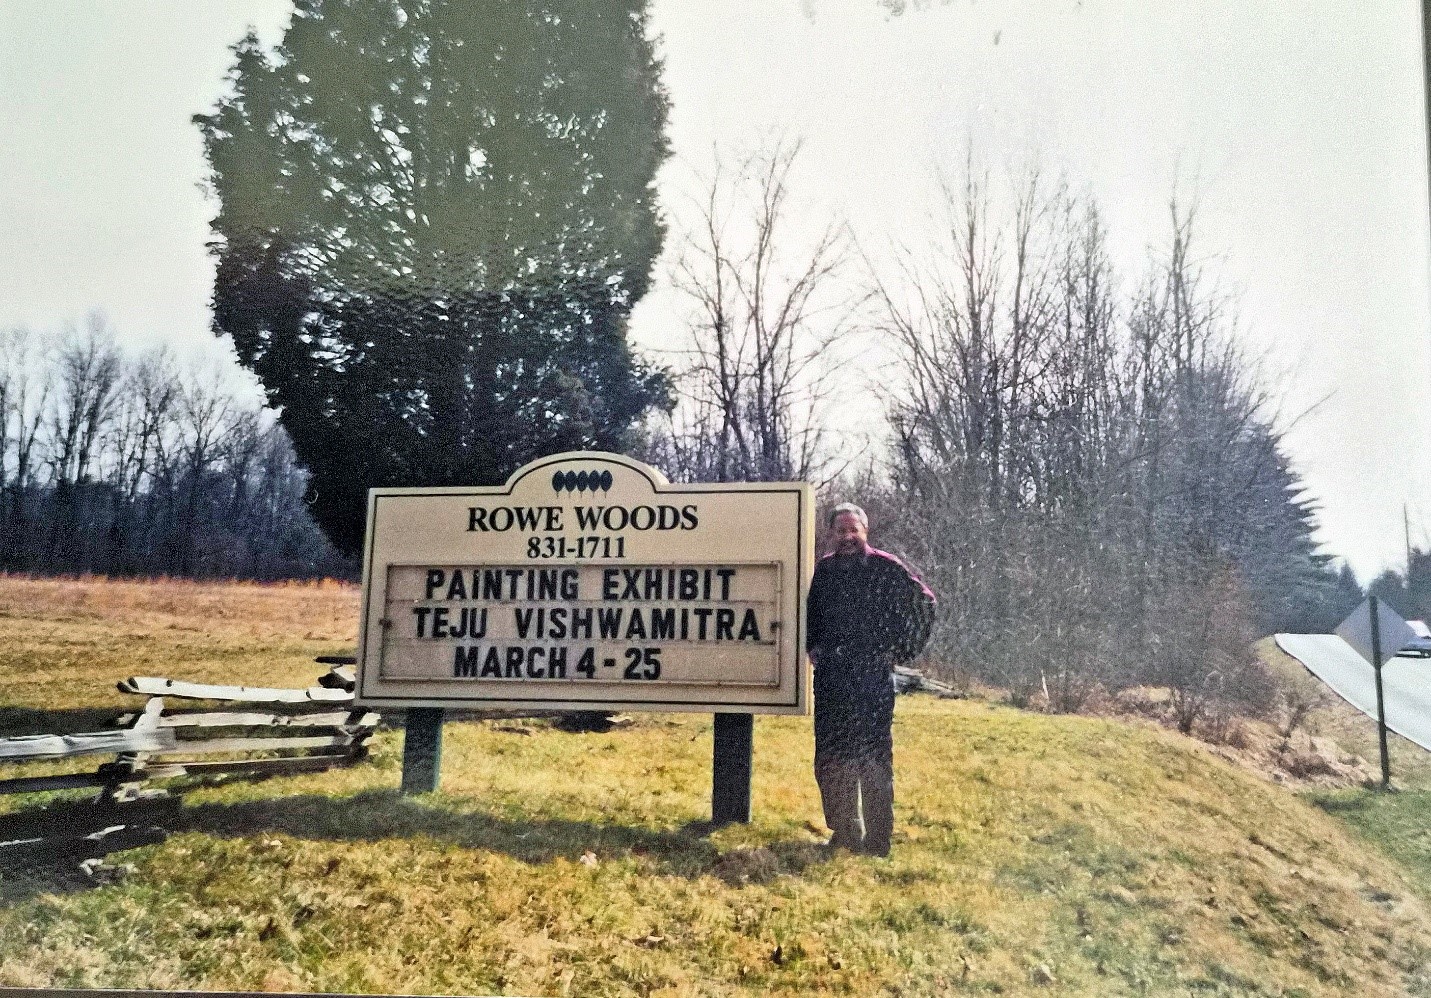 ROWE WOODS
831-1711
PAINTING EXHIBIT
TEJU VISHWAMITRA
MARCH 4-25